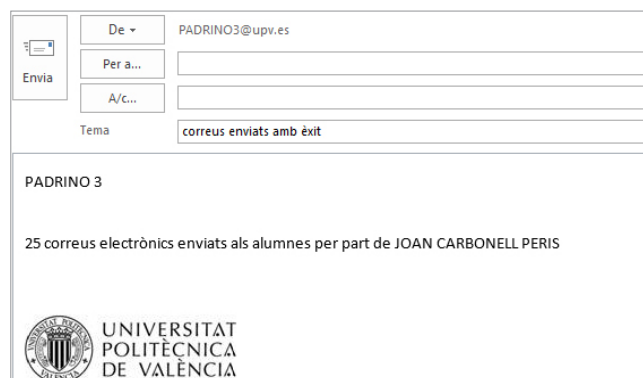 De
PADRINO3@upv.es
Envia
Per a...
A/c...
Tema
correus enviats amb èxit
PADRINO 3
25 correus electrònics enviats als alumnes per part de JOAN CARBONELL PERIS
UNIVERSITAT
POLITÈCNICA
DE VALÈNCIA